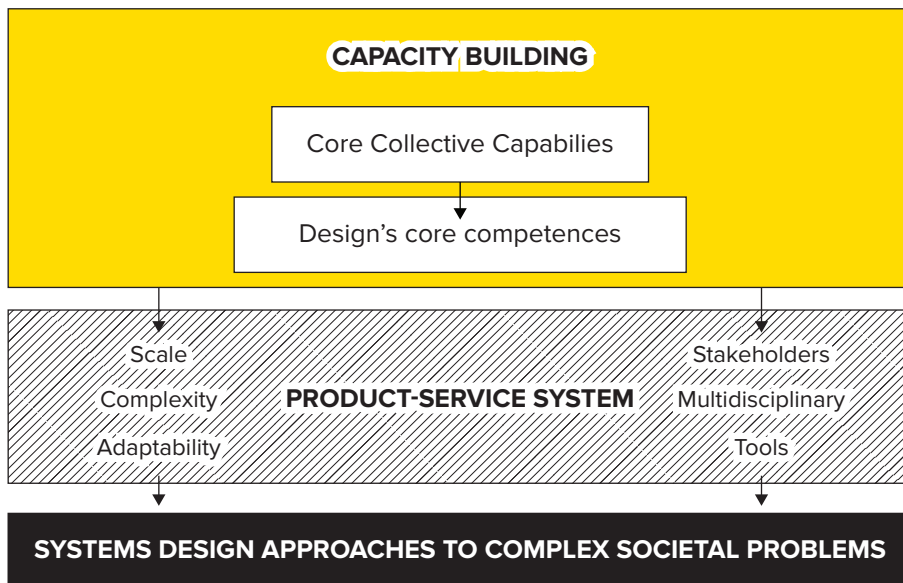 CAPACITY BUILDING
Core Collective Capabilies
Design’s core competences
Scale
Complexity
Adaptability
PRODUCT-SERVICE SYSTEM
Stakeholders
Multidisciplinary
Tools
SYSTEMS DESIGN APPROACHES TO COMPLEX SOCIETAL PROBLEMS